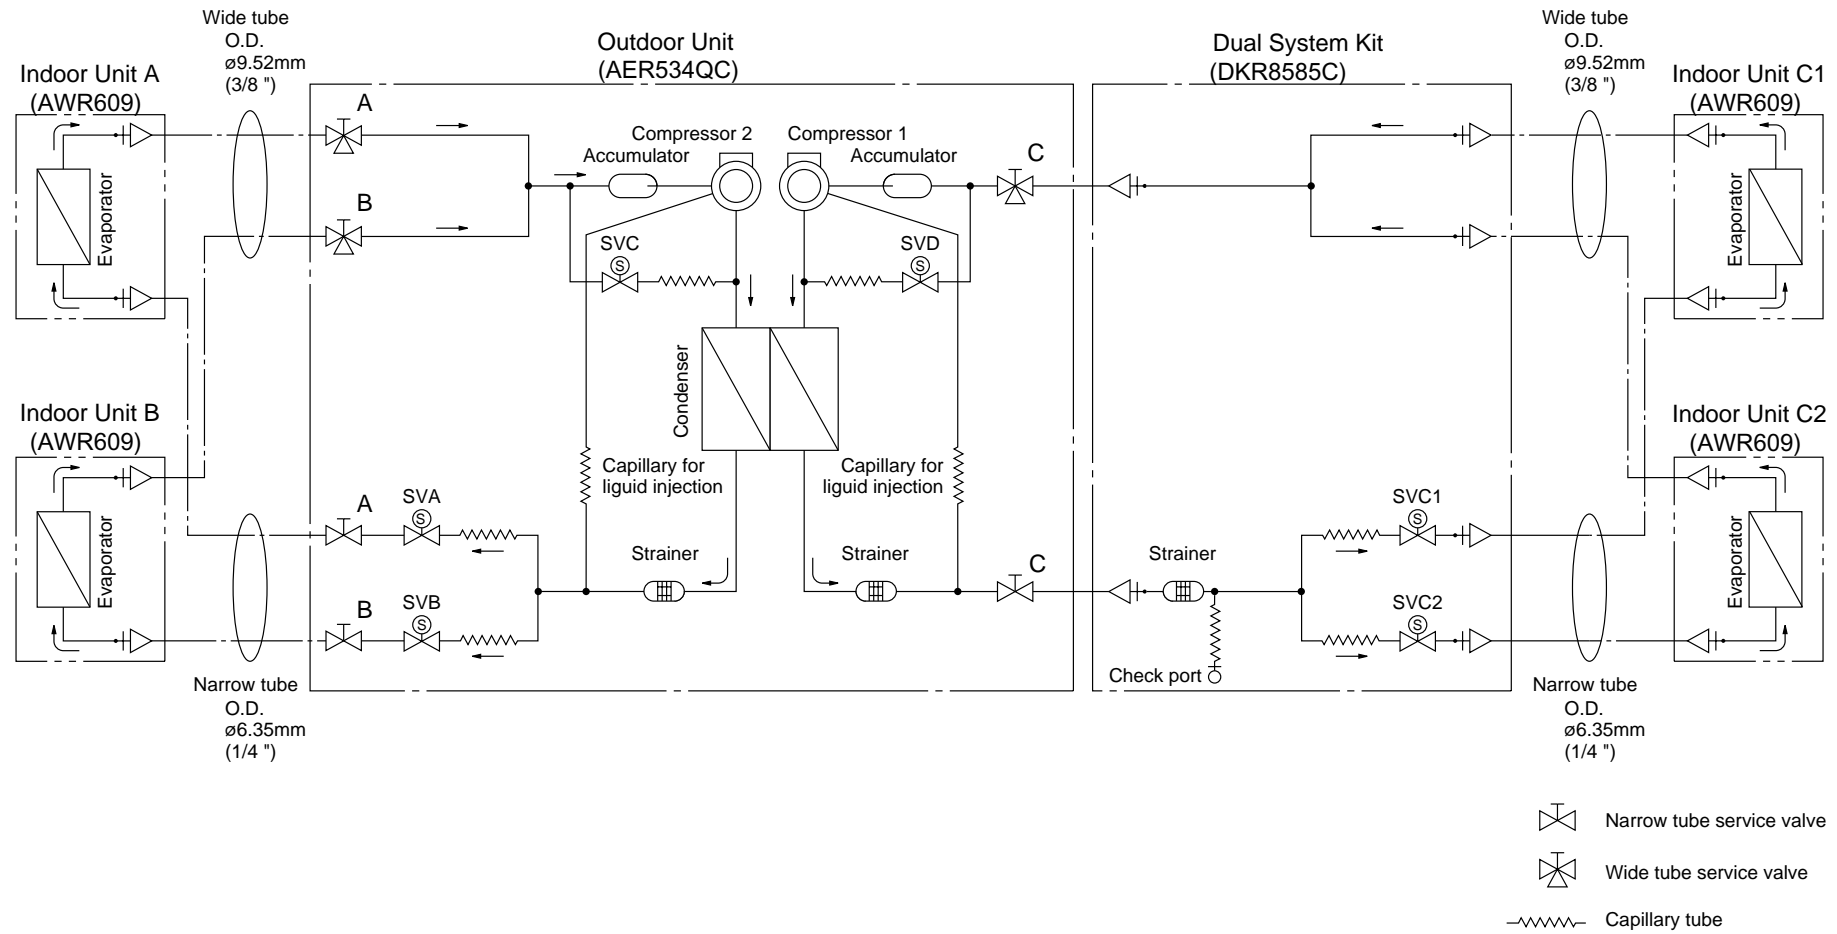 Wide tube
O.D.
ø9.52mm
(3/8 ")
Wide tube
O.D.
ø9.52mm
(3/8 ")
Outdoor Unit
(AER534QC)
Dual System Kit
(DKR8585C)
Indoor Unit A
(AWR609)
Indoor Unit C1
(AWR609)
A
Compressor 2
Compressor 1
Accumulator
Accumulator
C
B
Evaporator
Evaporator
SVC
S
SVD
S
Condenser
Indoor Unit B
(AWR609)
Indoor Unit C2
(AWR609)
Capillary for
liguid injection
Capillary for
liguid injection
A
SVA
S
SVC1
S
Strainer
Strainer
Strainer
C
Evaporator
Evaporator
B
SVB
S
SVC2
S
Check port
Narrow tube
O.D.
ø6.35mm
(1/4 ")
Narrow tube
O.D.
ø6.35mm
(1/4 ")
Narrow tube service valve
Wide tube service valve
Capillary tube